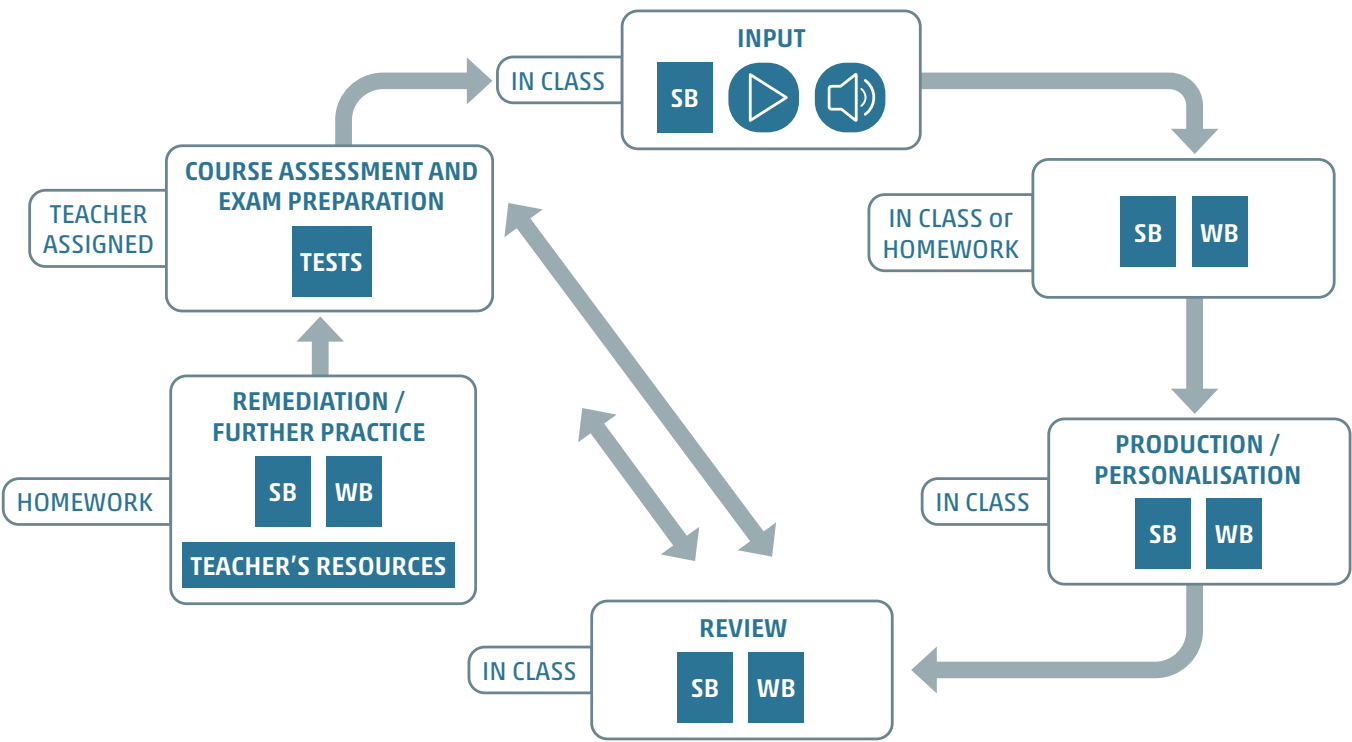 INPUT
IN CLASS
SB
IN CLASS or
HOMEWORK
SB WB
PRODUCTION /
PERSONALISATION
IN CLASS
SB WB
REVIEW
IN CLASS
SB WB
REMEDIATION /
FURTHER PRACTICE
HOMEWORK
SB WB
TEACHER'S RESOURCES
COURSE ASSESSMENT AND
EXAM PREPARATION
TEACHER
ASSIGNED
TESTS